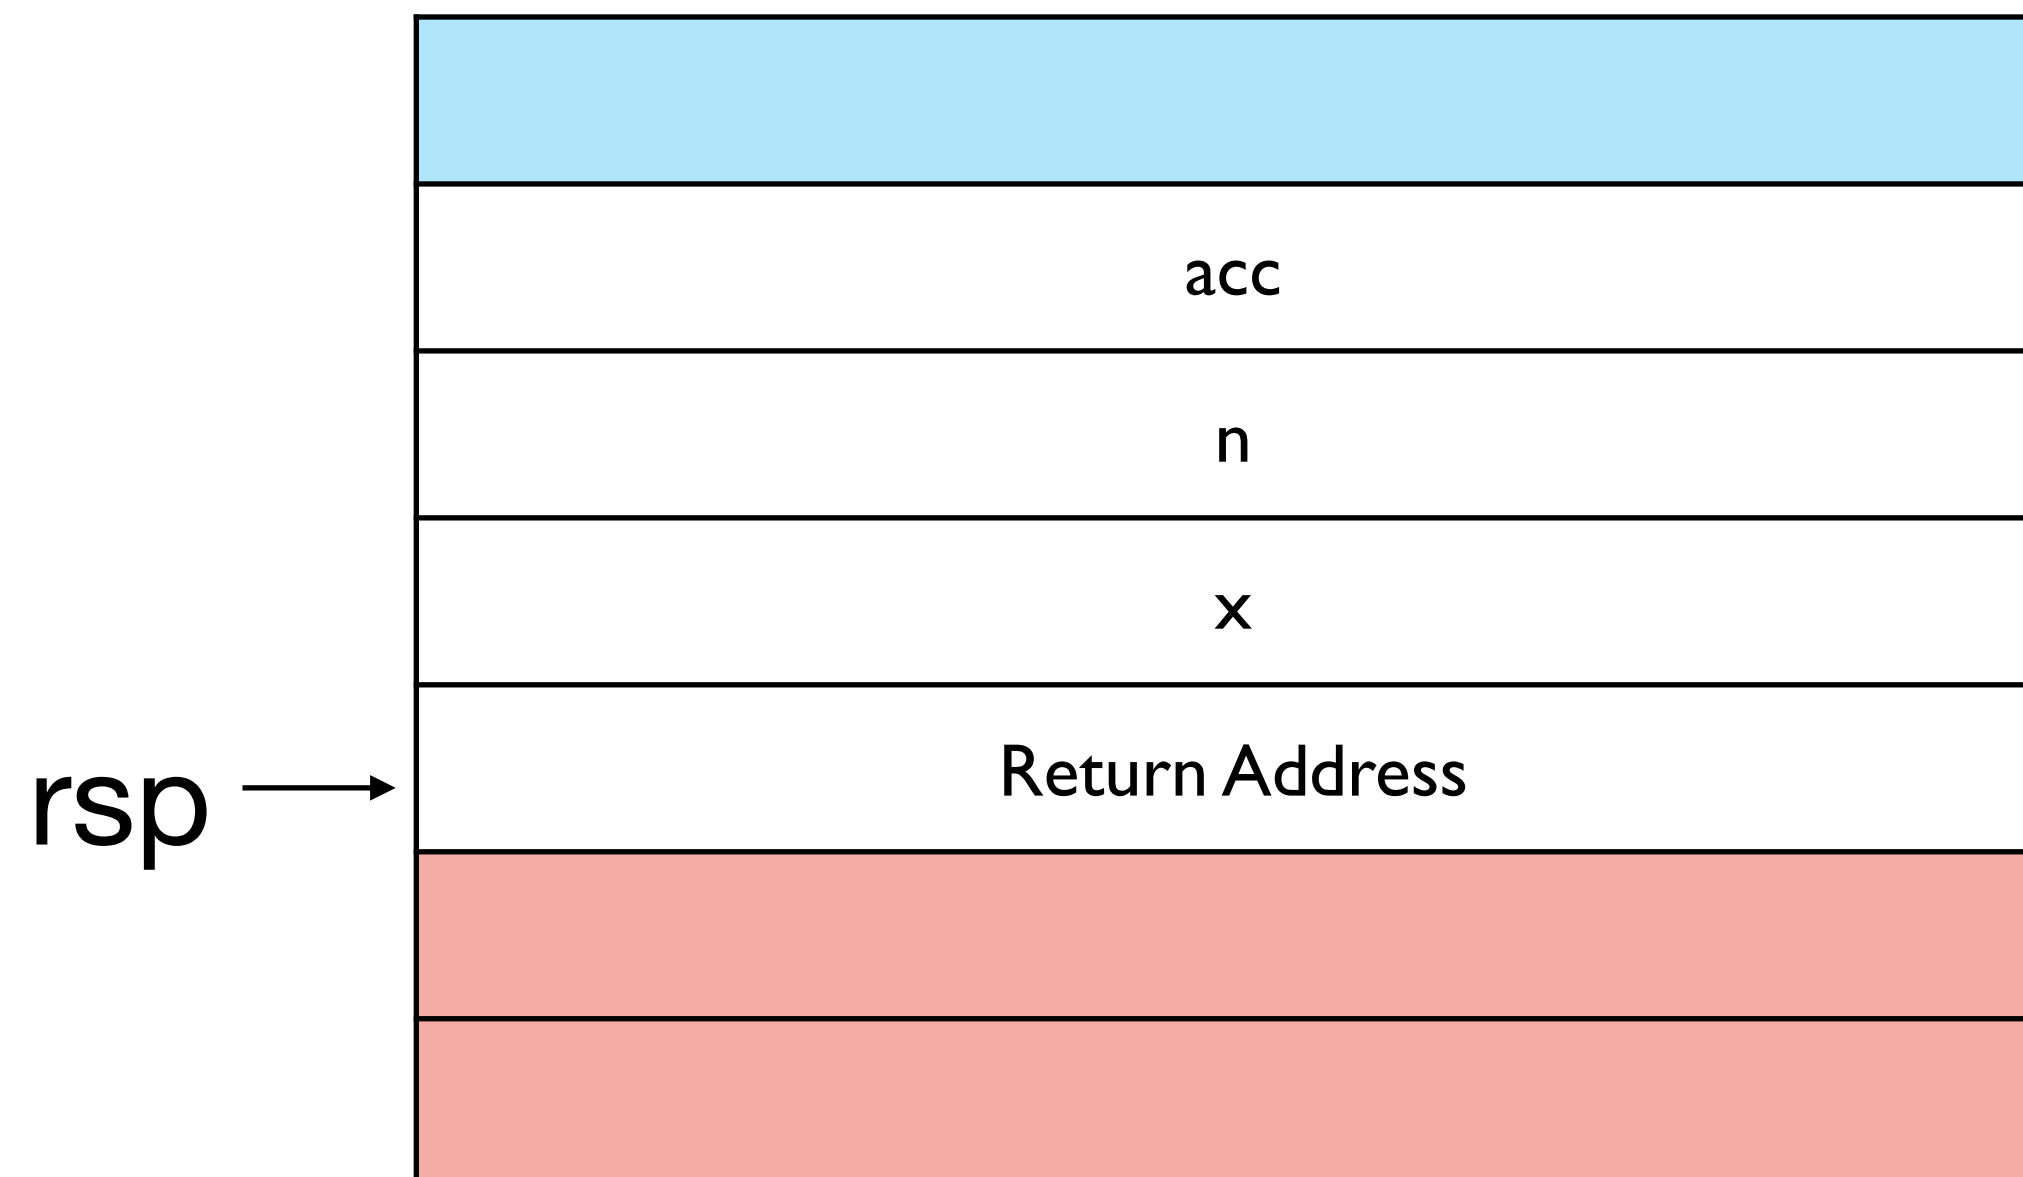 acc
n
x
Return Address
rsp